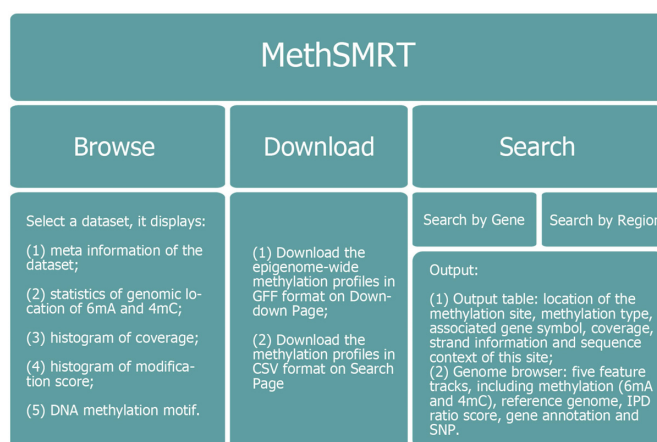 MethSMRT
Browse
Download
Search
Select a dataset, it displays:
(1) meta information of the
dataset;
(2) statistics of genomic lo-
cation of 6mA and 4mC;
(3) histogram of coverage;
(4) histogram of modifica-
tion score;
(5) DNA methylation motif.
(1) Download the
epigenome-wide
methylation profiles in
GFF format on Down-
down Page;
(2) Download the
methylation profiles in
CSV format on Search
Page
Search by Gene
Search by Region
Output:
(1) Output table: location of the
methylation site, methylation type,
associated gene symbol, coverage,
strand information and sequence
context of this site;
(2) Genome browser: five feature
tracks, including methylation (6mA
and 4mC), reference genome, IPD
ratio score, gene annotation and
SNP.